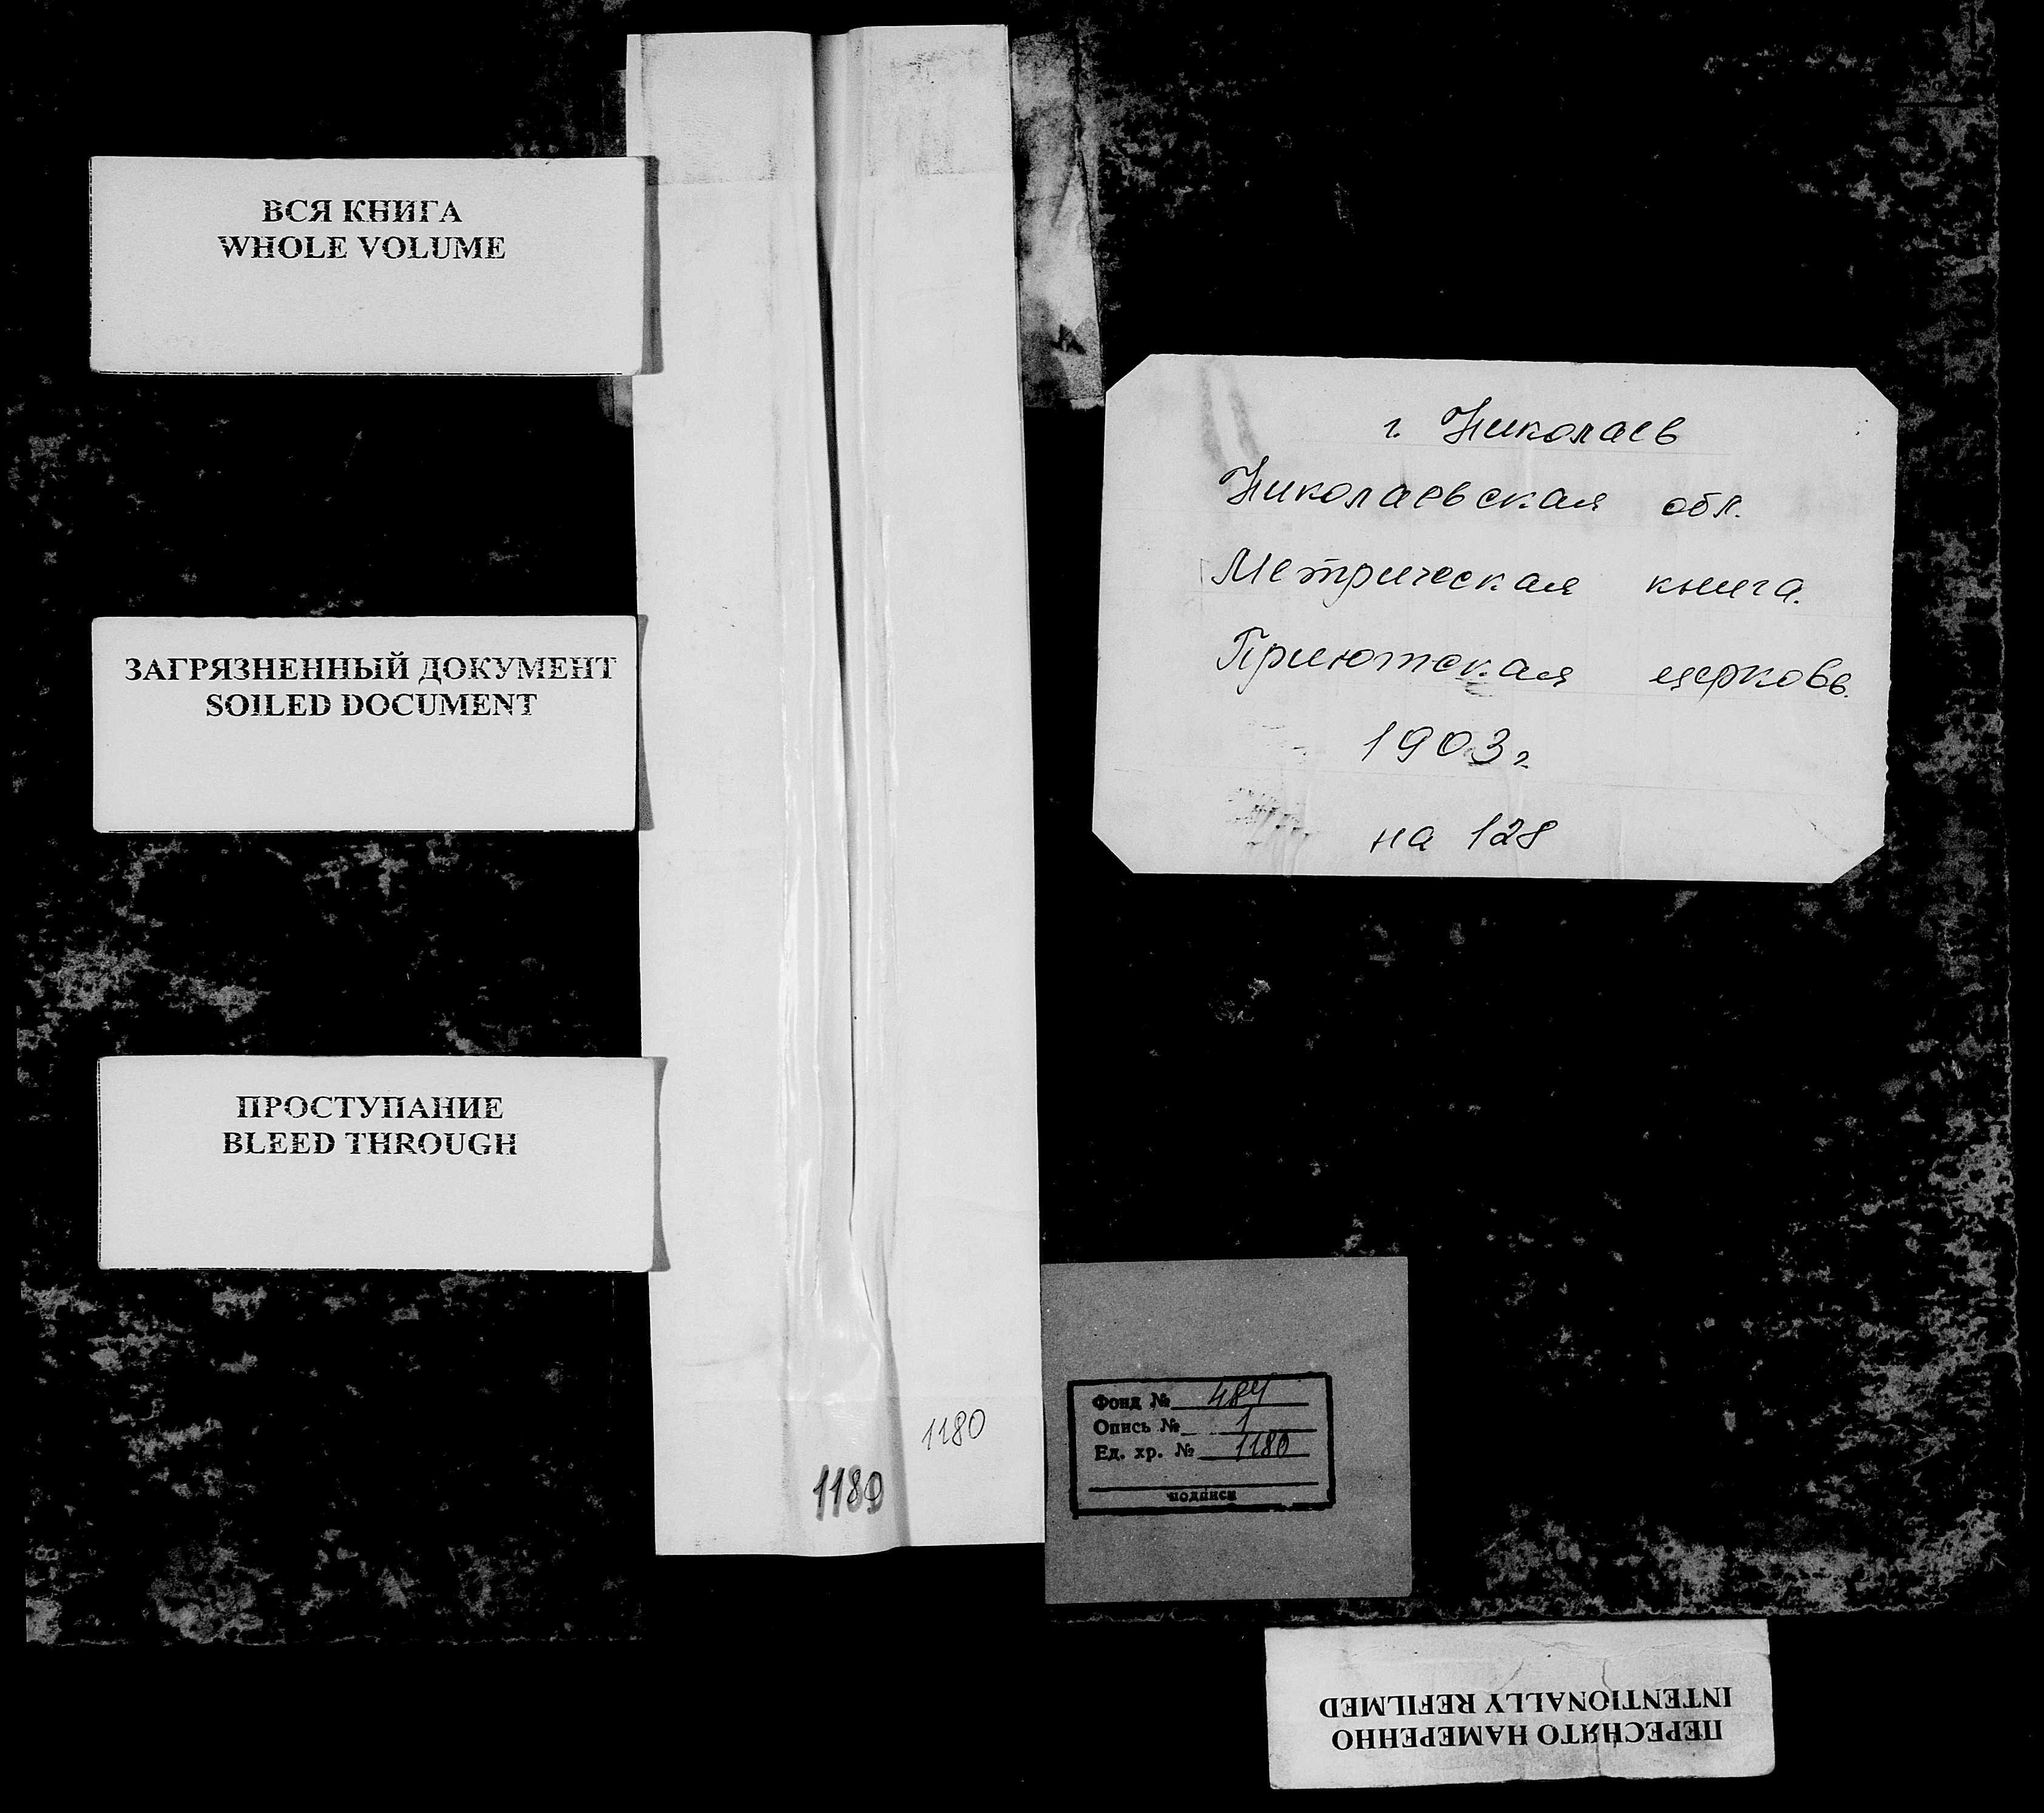 ВСЯ КНИГА
WHOLE VOLUME
ЗАГРЯЗНЕННЫЙ ДОКУМЕНТ
SOILED DOCUMENT
ПРОСТУПАНИЕ
BLEED THROUGH
1180
1180
г. Николаев
Николаевская обл.
Метрическая книга.
Приютская церковь.
1903 г
на 128
Фонд № 484
Опись № 1
Ед. хр. № 1180
подписи
ПЕРЕСНЯТО НАМЕРЕННО
INTENTIONALLY REFILMED